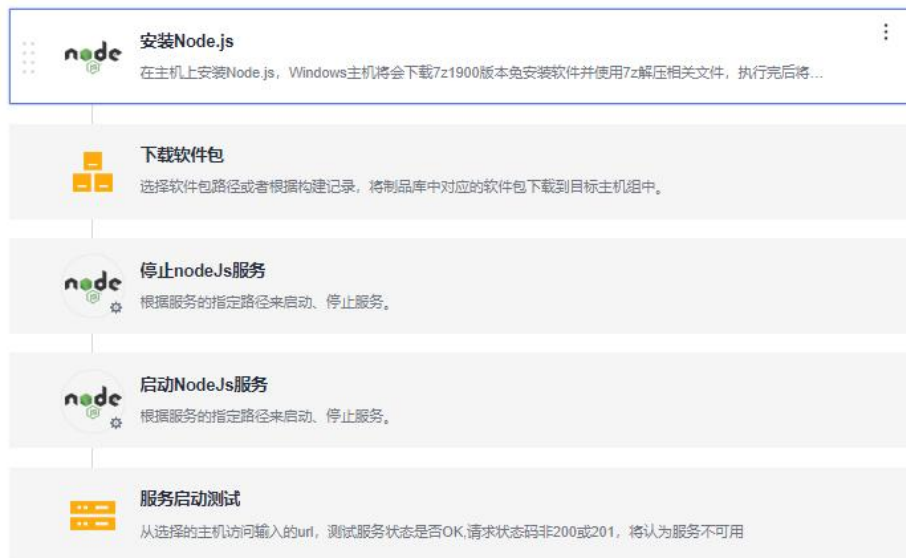 node
JS
安装Node.js
在主机上安装Node.js，Windows主机将会下载7z1900版本免安装软件并使用7z解压相关文件，执行完后将...
下载软件包
选择软件包路径或者根据构建记录，将制品库中对应的软件包下载到目标主机组中。
node
JS
停止nodeJs服务
根据服务的指定路径来启动、停止服务。
node
JS
启动NodeJs服务
根据服务的指定路径来启动、停止服务。
服务启动测试
从选择的主机访问输入的url，测试服务状态是否OK,请求状态码非200或201，将认为服务不可用